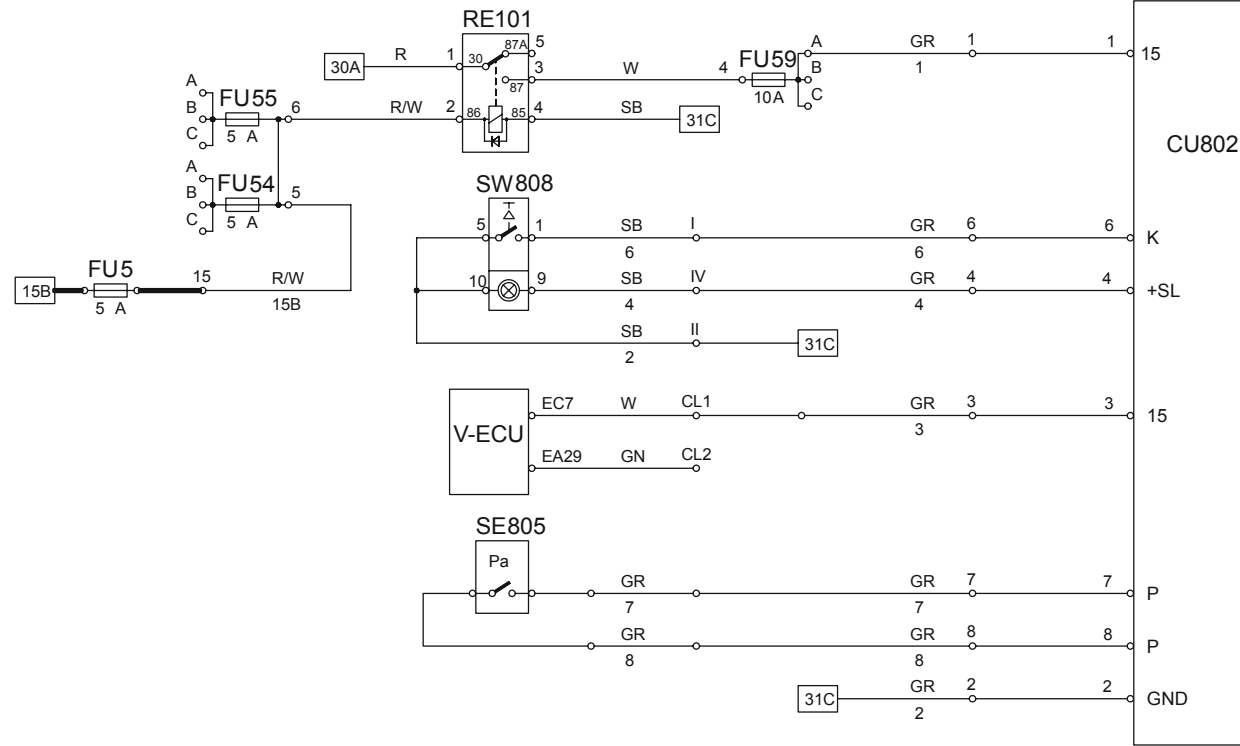 RE101
30A R 1 30 87A 5
3 87 W 4 FU59 10A A B C GR 1 1 1 15
CU802
A B C FU55 5 A 6 R/W 2 86 85 4 SB 31C
A B C FU54 5 A 5
15B FU5 5 A 15 R/W 15B
SW808
5 1 SB 6 I GR 6 6 6 K
10 9 SB 4 IV GR 4 4 4 +SL
SB 2 II 31C
V-ECU
EC7 W CL1 GR 3 3 3 15
EA29 GN CL2
SE805
Pa
GR 7 GR 7 7 7 P
GR 8 GR 8 8 8 P
31C GR 2 2 2 GND